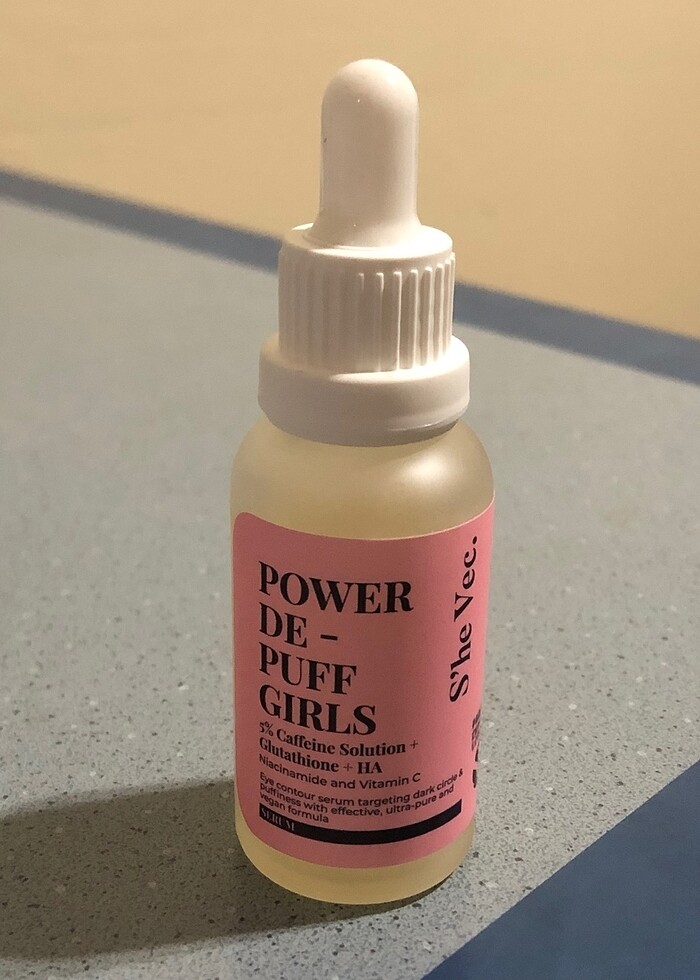 POWER
DE –
PUFF
GIRLS
5% Caffeine Solution +
Glutathione + HA
Niacinamide and Vitamin C
Eye contour serum targeting dark circle &
puffiness with effective, ultra-pure and
vegan formula
SERUM
S'he Vec.